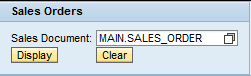 Sales Orders
Sales Document: MAIN.SALES_ORDER
Display Clear